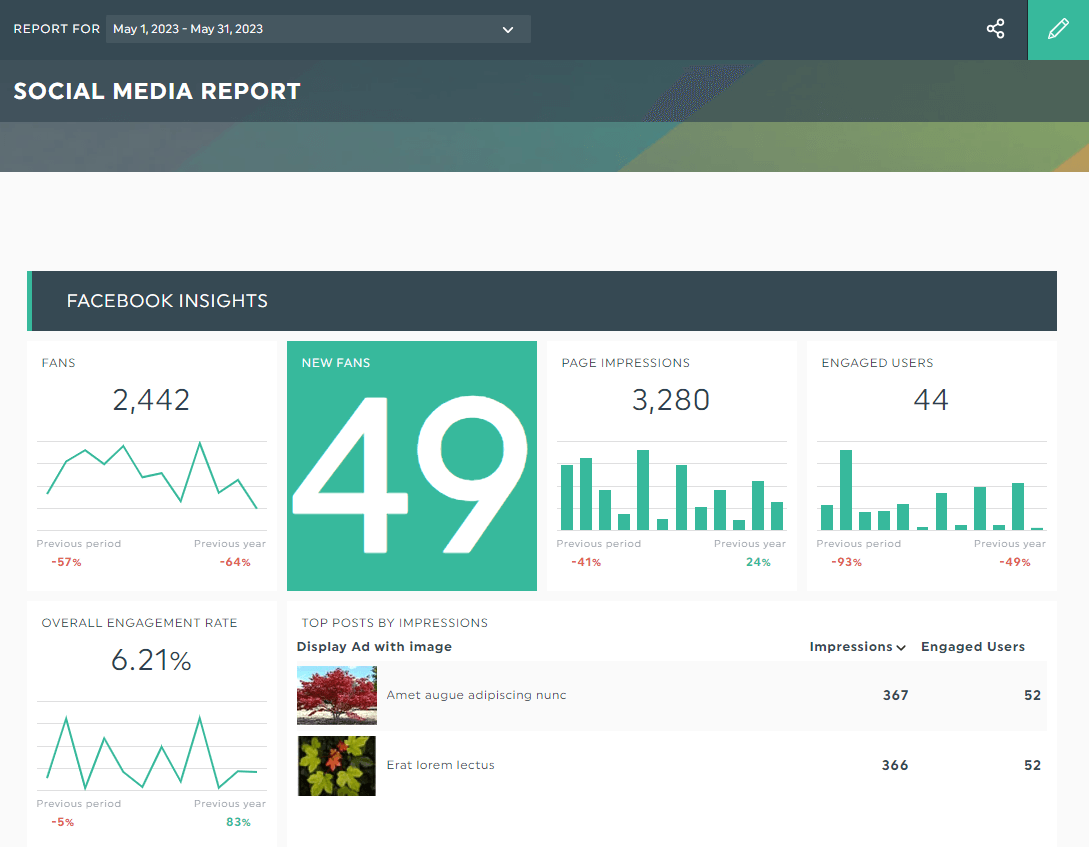 REPORT FOR May 1, 2023 - May 31, 2023
SOCIAL MEDIA REPORT
FACEBOOK INSIGHTS
FANS
2,442
Previous period Previous year
-57% -64%
NEW FANS
49
PAGE IMPRESSIONS
3,280
Previous period Previous year
-41% 24%
ENGAGED USERS
44
Previous period Previous year
-93% -49%
OVERALL ENGAGEMENT RATE
6.21%
Previous period Previous year
-5% 83%
TOP POSTS BY IMPRESSIONS
Display Ad with image Impressions Engaged Users
Amet augue adipiscing nunc 367 52
Erat lorem lectus 366 52